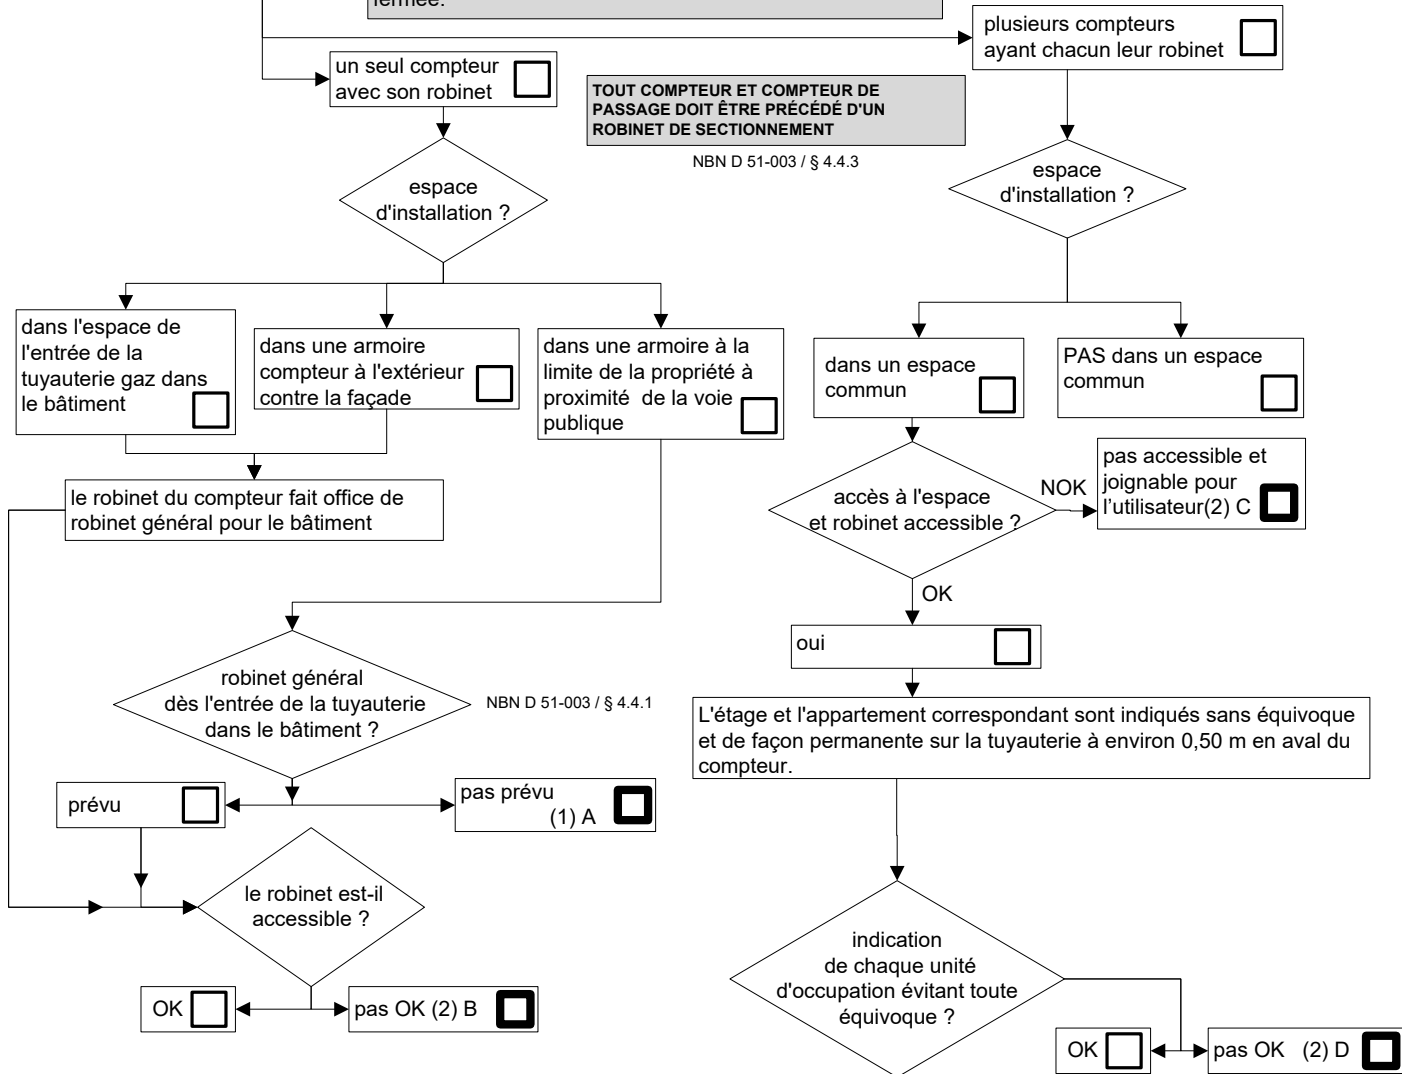 fermée.
plusieurs compteurs
ayant chacun leur robinet
un seul compteur
avec son robinet
TOUT COMPTEUR ET COMPTEUR DE
PASSAGE DOIT ÊTRE PRÉCÉDÉ D'UN
ROBINET DE SECTIONNEMENT
NBN D 51-003 / § 4.4.3
espace
d'installation ?
espace
d'installation ?
dans l'espace de
l'entrée de la
tuyauterie gaz dans
le bâtiment
dans une armoire
compteur à l'extérieur
contre la façade
dans une armoire à la
limite de la propriété à
proximité de la voie
publique
dans un espace
commun
PAS dans un espace
commun
le robinet du compteur fait office de
robinet général pour le bâtiment
accès à l'espace
et robinet accessible ?
NOK
pas accessible et
joignable pour
l’utilisateur(2) C
OK
oui
robinet général
dès l'entrée de la tuyauterie
dans le bâtiment ?
NBN D 51-003 / § 4.4.1
L'étage et l'appartement correspondant sont indiqués sans équivoque
et de façon permanente sur la tuyauterie à environ 0,50 m en aval du
compteur.
prévu
pas prévu
(1) A
le robinet est-il
accessible ?
OK
pas OK (2) B
indication
de chaque unité
d'occupation évitant toute
équivoque ?
OK
pas OK (2) D